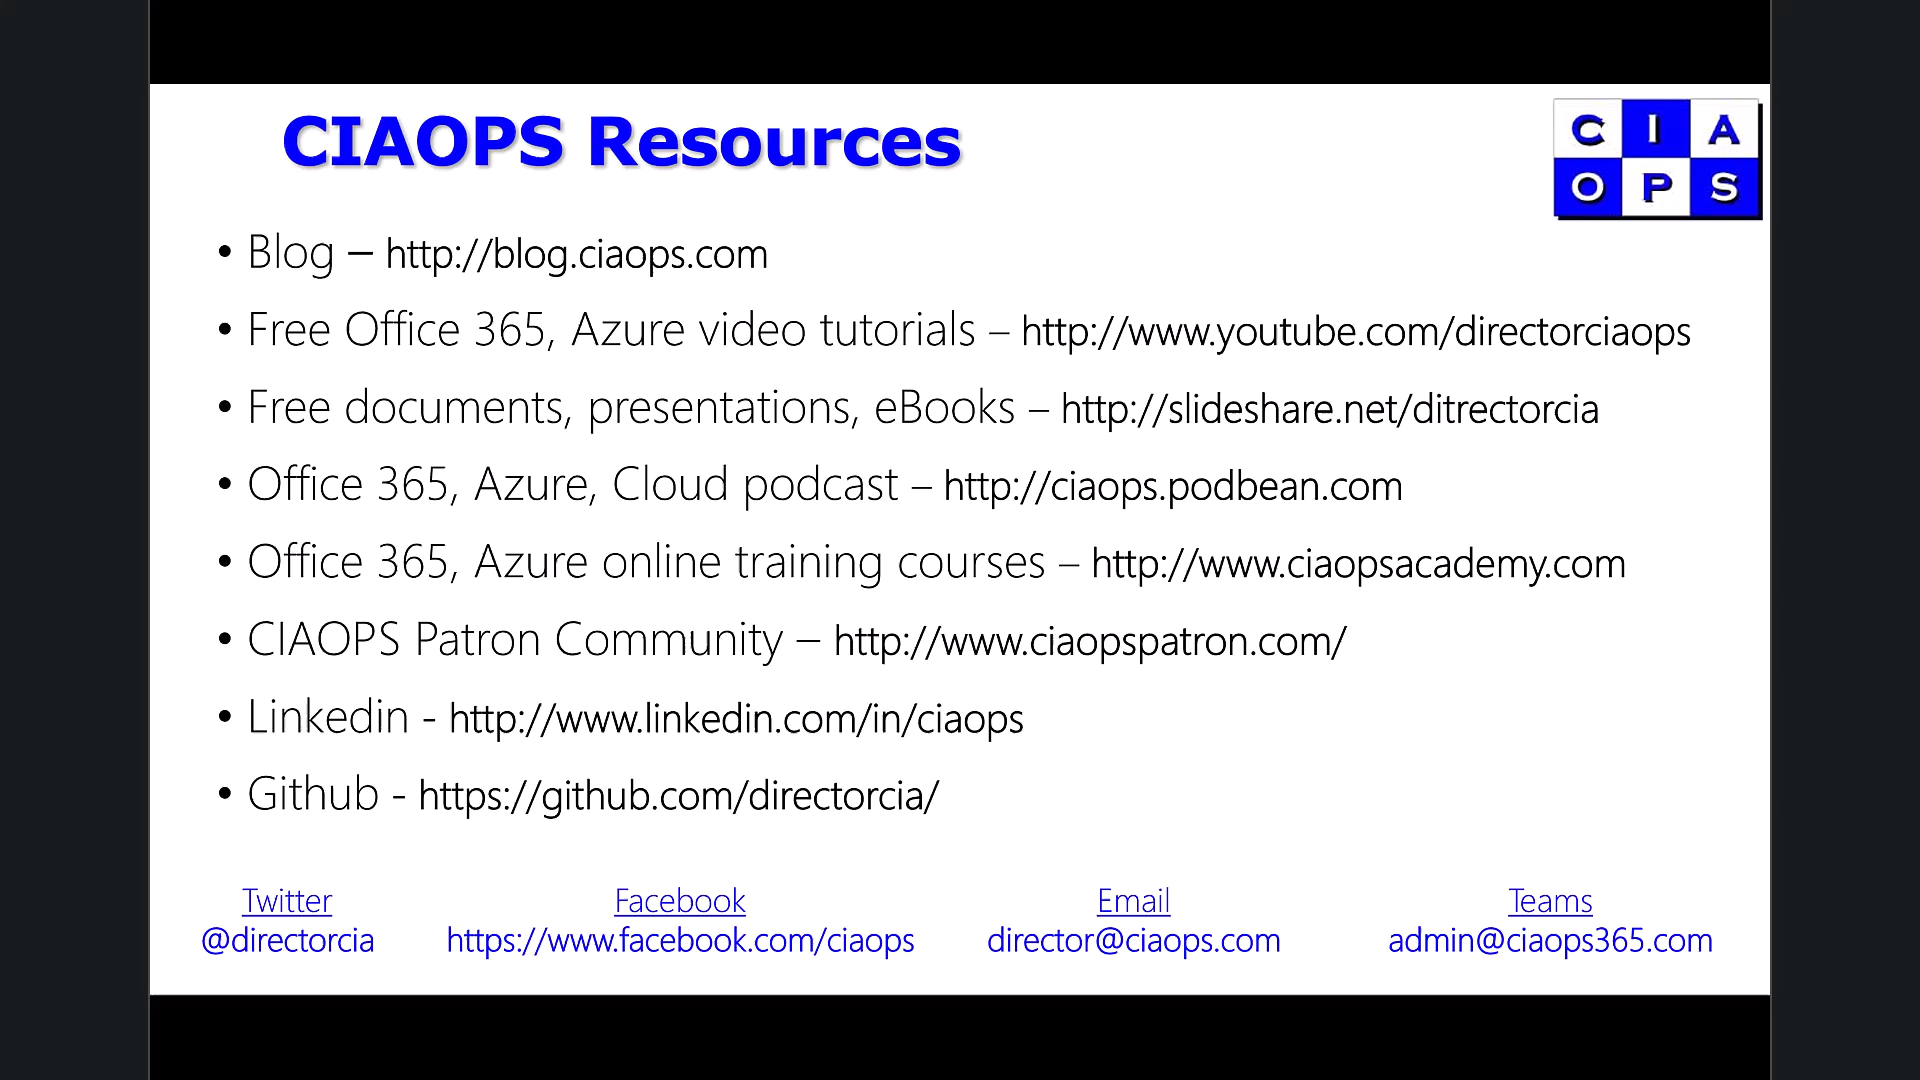 CIAOPS Resources
C I A
O P S
• Blog – http://blog.ciaops.com
• Free Office 365, Azure video tutorials – http://www.youtube.com/directorciaops
• Free documents, presentations, eBooks – http://slideshare.net/ditrectorcia
• Office 365, Azure, Cloud podcast – http://ciaops.podbean.com
• Office 365, Azure online training courses – http://www.ciaopsacademy.com
• CIAOPS Patron Community – http://www.ciaopspatron.com/
• Linkedin - http://www.linkedin.com/in/ciaops
• Github - https://github.com/directorcia/
Twitter Facebook Email Teams
@directorcia https://www.facebook.com/ciaops director@ciaops.com admin@ciaops365.com